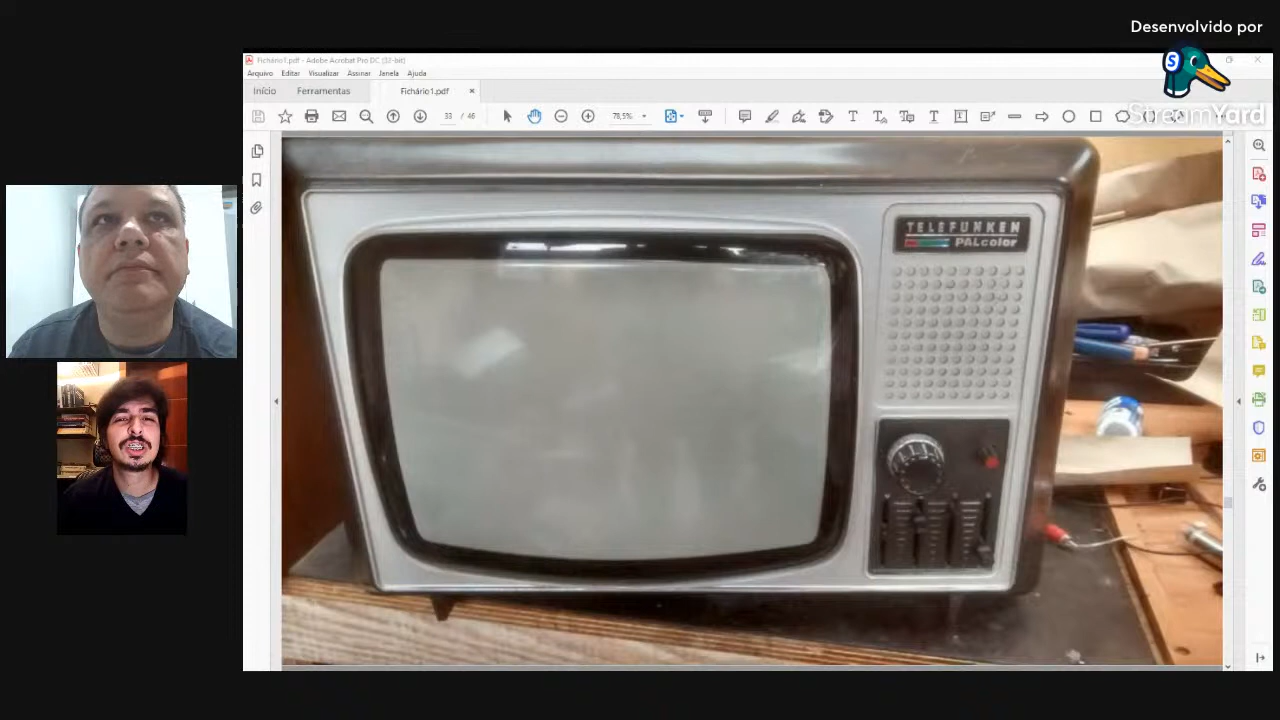 Desenvolvido por
StreamYard
Fichário1.pdf - Adobe Acrobat Pro DC (32-bit)
Arquivo Editar Visualizar Assinar Janela Ajuda
Início Ferramentas Fichário1.pdf ×
33 / 46 78,5%
TELEFUNKEN
PALcolor